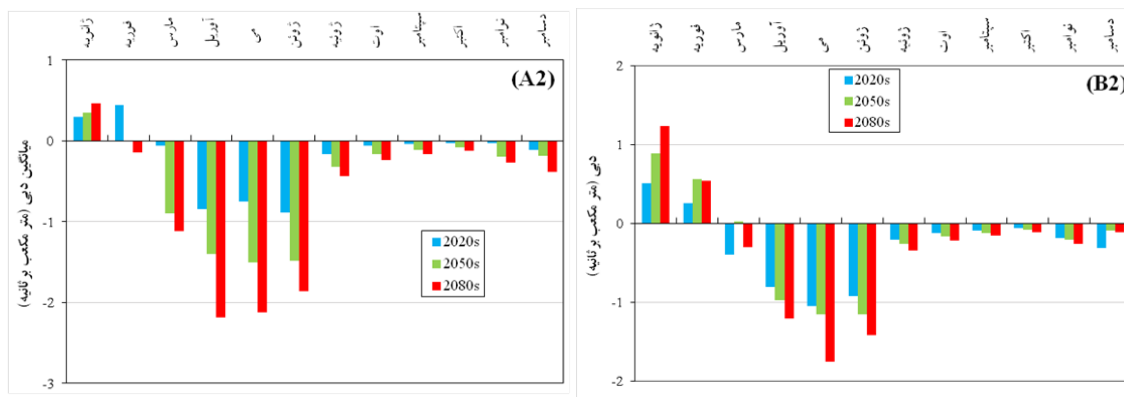 ژانویه
فوریه
مارس
آوریل
می
ژوئن
ژوئیه
اوت
سپتامبر
اکتبر
نوامبر
دسامبر
(A2)
1
0
-1
-2
-3
میانگین دبی (متر مکعب بر ثانیه)
2020s
2050s
2080s
ژانویه
فوریه
مارس
آوریل
می
ژوئن
ژوئیه
اوت
سپتامبر
اکتبر
نوامبر
دسامبر
(B2)
2
1
0
-1
-2
دبی (متر مکعب بر ثانیه)
2020s
2050s
2080s